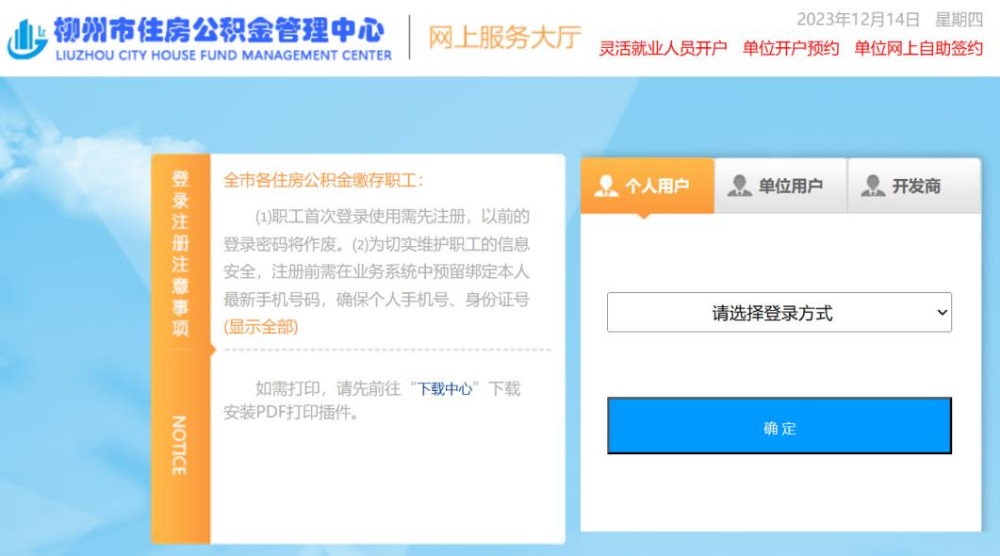 柳州市住房公积金管理中心
LIUZHOU CITY HOUSE FUND MANAGEMENT CENTER
网上服务大厅
2023年12月14日 星期四
灵活就业人员开户 单位开户预约 单位网上自助签约
登录注册注意事项
NOTICE
全市各住房公积金缴存职工：
⑴职工首次登录使用需先注册，以前的
登录密码将作废。⑵为切实维护职工的信息
安全，注册前需在业务系统中预留绑定本人
最新手机号码，确保个人手机号、身份证号
(显示全部)
如需打印，请先前往“下载中心”下载
安装PDF打印插件。
个人用户 单位用户 开发商
请选择登录方式
确 定